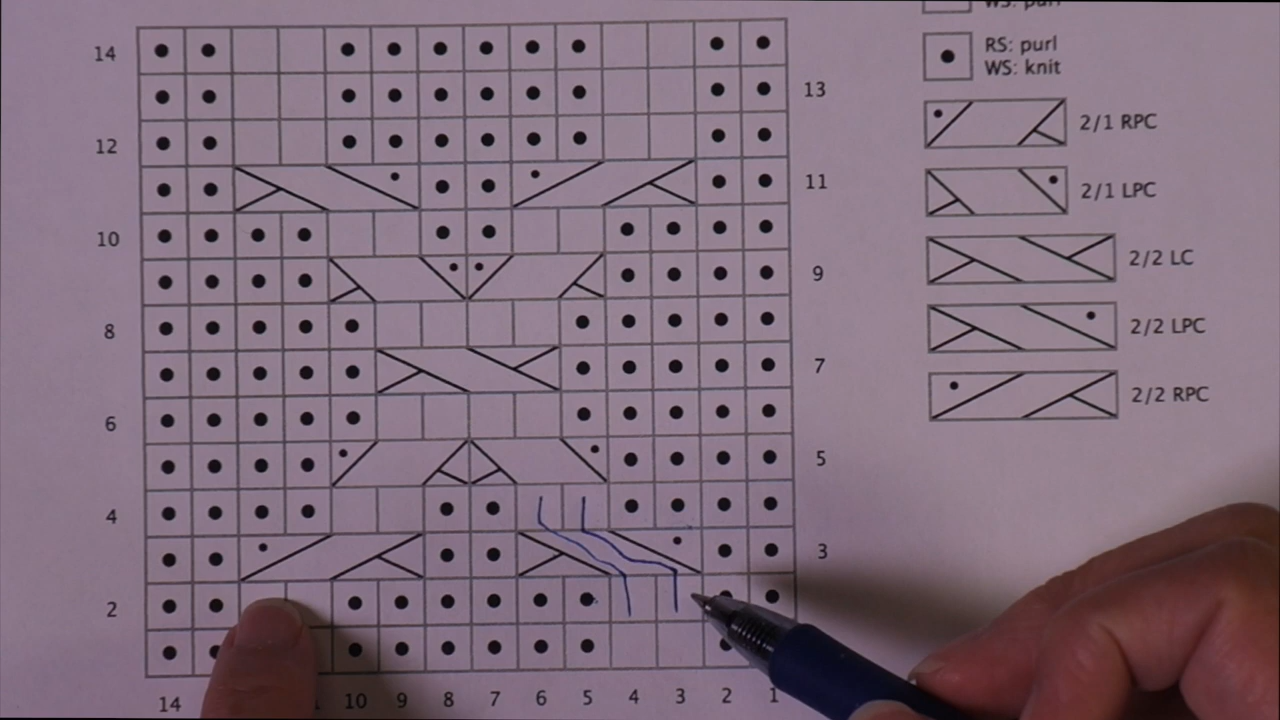 WS: purl
14
RS: purl
WS: knit
13
2/1 RPC
12
11
2/1 LPC
10
9
2/2 LC
8
7
2/2 LPC
6
5
2/2 RPC
4
3
2
14 10 9 8 7 6 5 4 3 2 1